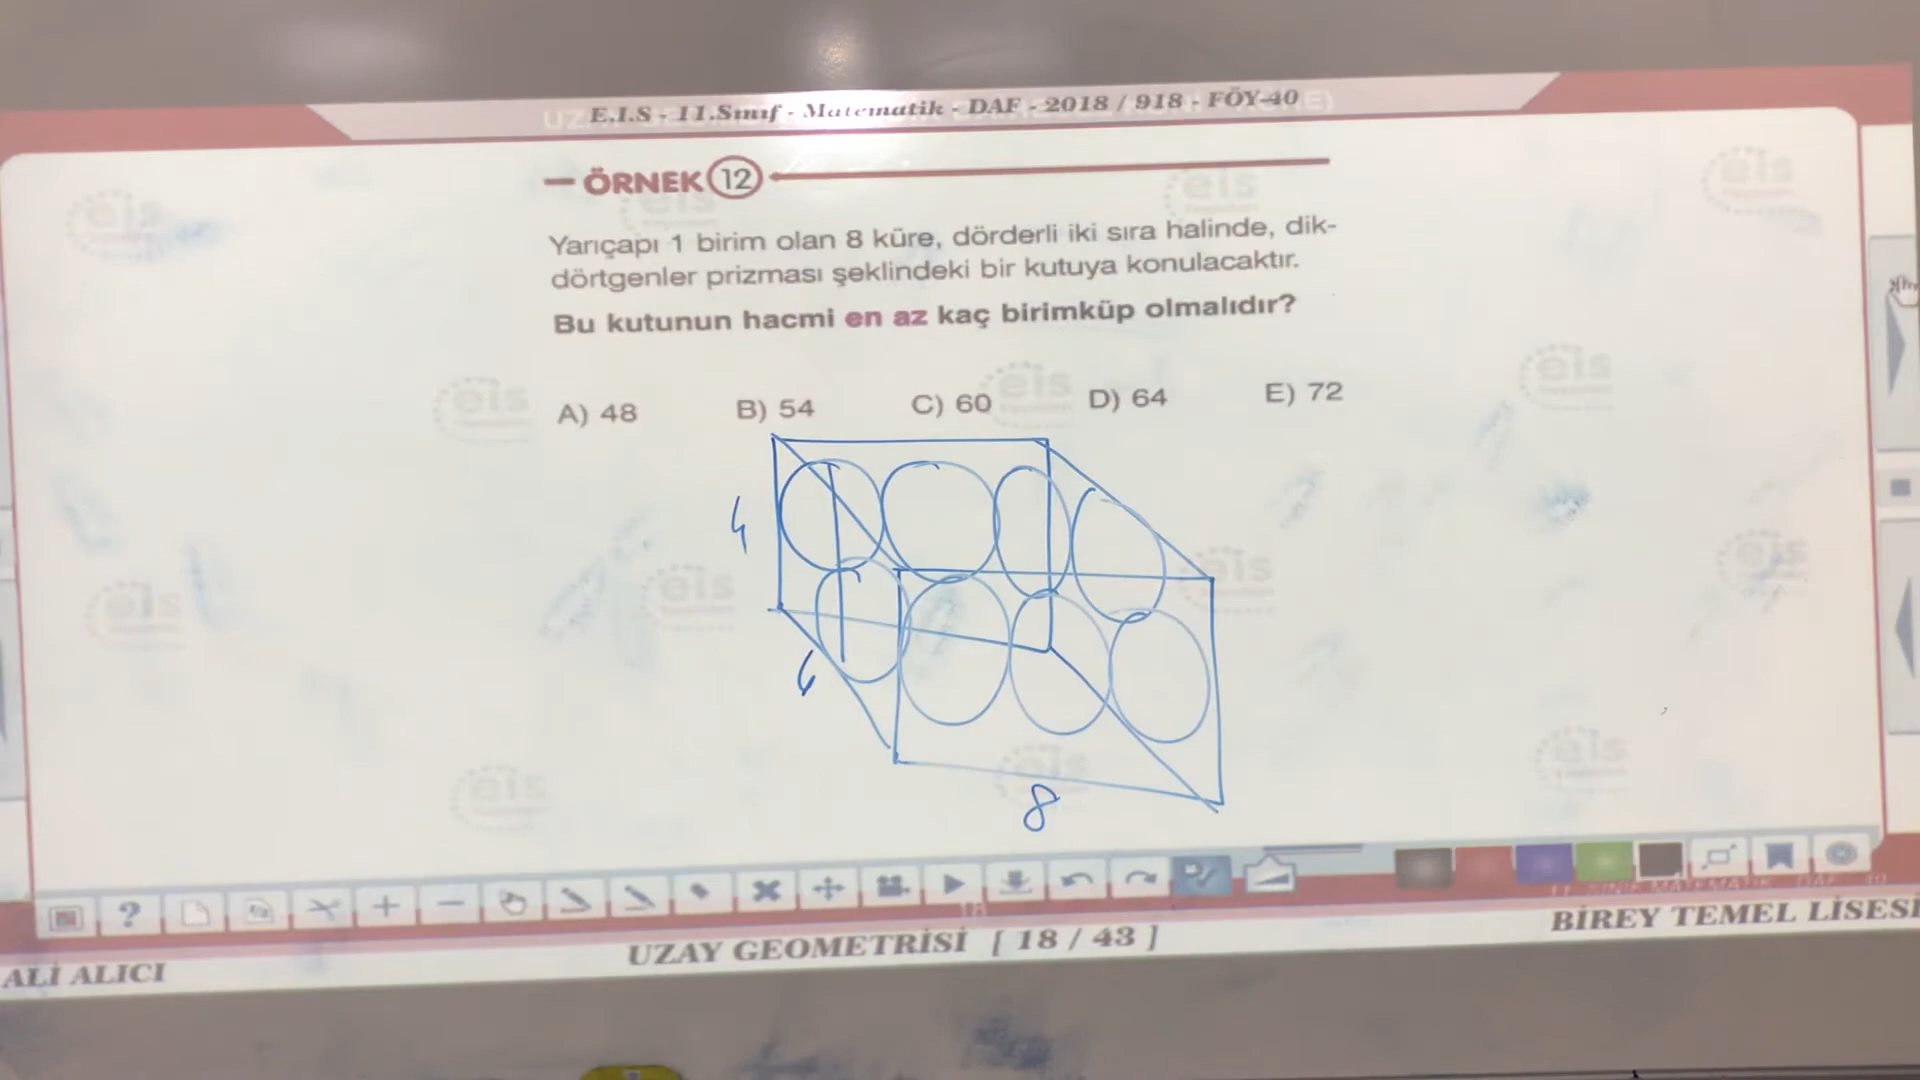 E.I.S - 11.Sınıf - Matematik - DAF - 2018 / 918 - FÖY-40
ÖRNEK 12
Yarıçapı 1 birim olan 8 küre, dörderli iki sıra halinde, dik-
dörtgenler prizması şeklindeki bir kutuya konulacaktır.
Bu kutunun hacmi en az kaç birimküp olmalıdır?
A) 48 B) 54 C) 60 D) 64 E) 72
8
eis
UZAY GEOMETRİSİ [ 18 / 43 ]
BİREY TEMEL LİSESİ
ALİ ALICI